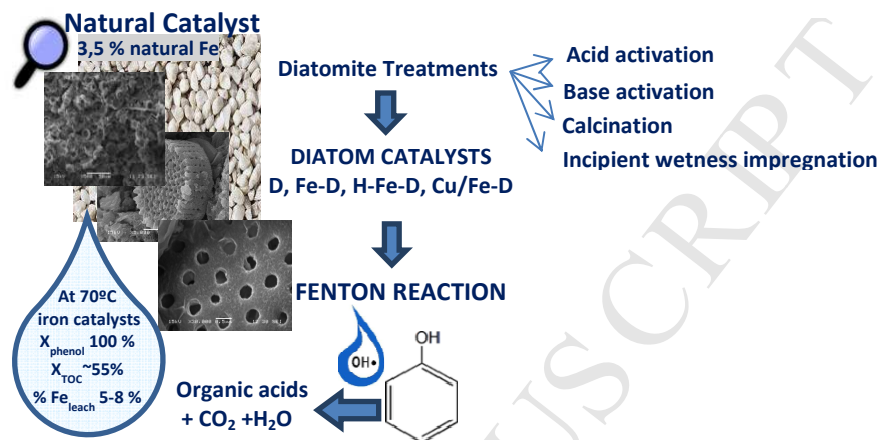 Natural Catalyst
3,5 % natural Fe
Diatomite Treatments
Acid activation
Base activation
Calcination
Incipient wetness impregnation
DIATOM CATALYSTS
D, Fe-D, H-Fe-D, Cu/Fe-D
FENTON REACTION
At 70ºC
iron catalysts
Xphenol 100 %
XTOC ~55%
% Feleach 5-8 %
OH•
OH
Organic acids
+ CO2 +H2O
USCRIPT